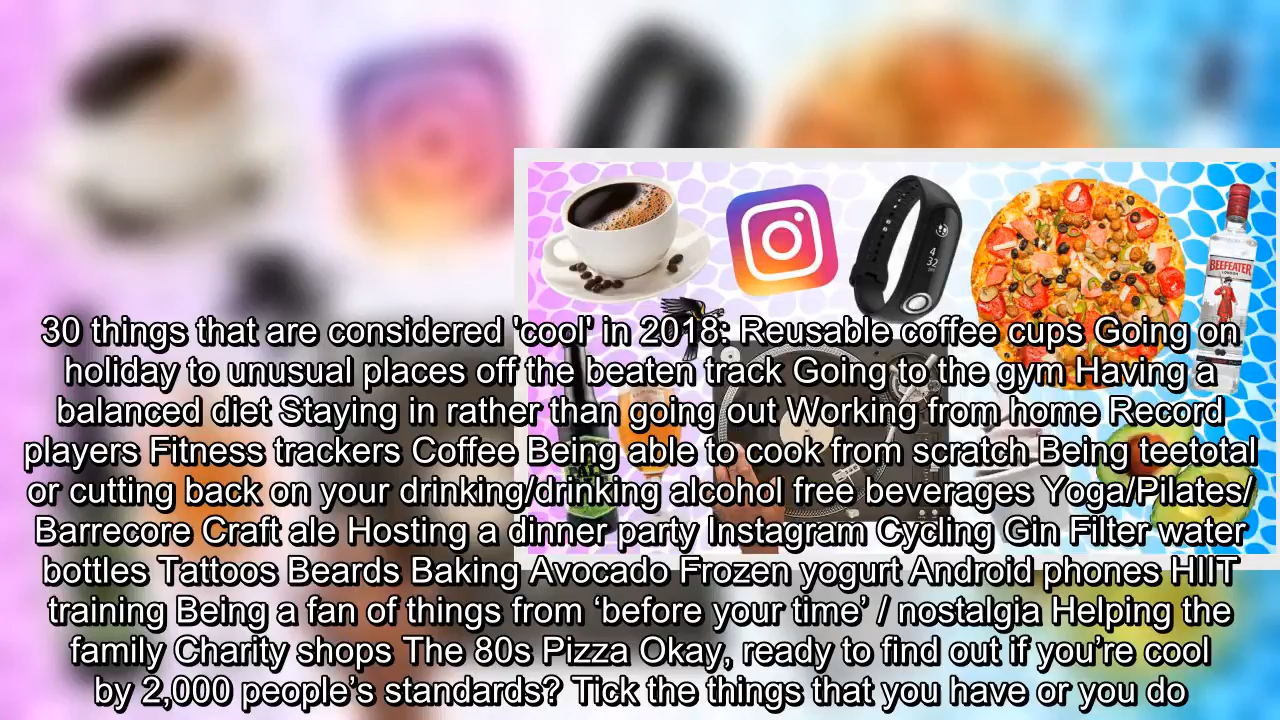 BEEFEATER
LONDON
4
32
30 things that are considered 'cool' in 2018: Reusable coffee cups Going on
holiday to unusual places off the beaten track Going to the gym Having a
balanced diet Staying in rather than going out Working from home Record
players Fitness trackers Coffee Being able to cook from scratch Being teetotal
or cutting back on your drinking/drinking alcohol free beverages Yoga/Pilates/
Barrecore Craft ale Hosting a dinner party Instagram Cycling Gin Filter water
bottles Tattoos Beards Baking Avocado Frozen yogurt Android phones HIIT
training Being a fan of things from ‘before your time’ / nostalgia Helping the
family Charity shops The 80s Pizza Okay, ready to find out if you’re cool
by 2,000 people’s standards? Tick the things that you have or you do